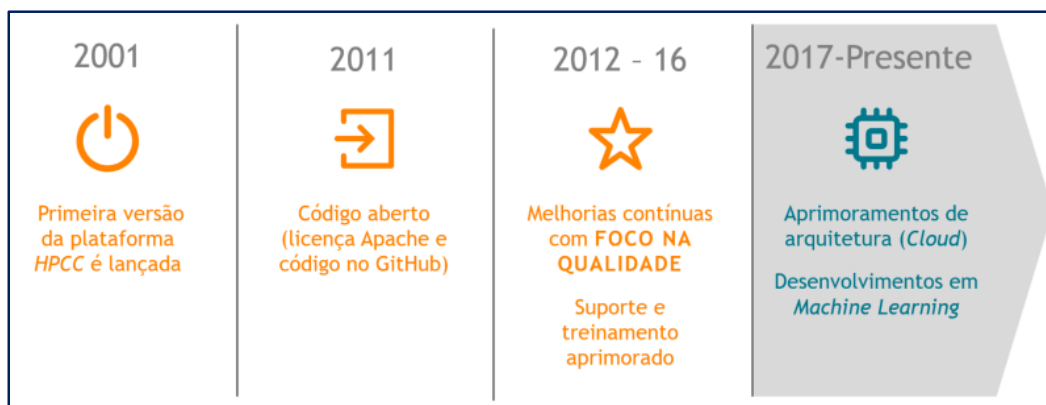 2001
Primeira versão
da plataforma
HPCC é lançada
2011
Código aberto
(licença Apache e
código no GitHub)
2012 – 16
Melhorias contínuas
com FOCO NA
QUALIDADE
Suporte e
treinamento
aprimorado
2017-Presente
Aprimoramentos de
arquitetura (Cloud)
Desenvolvimentos em
Machine Learning